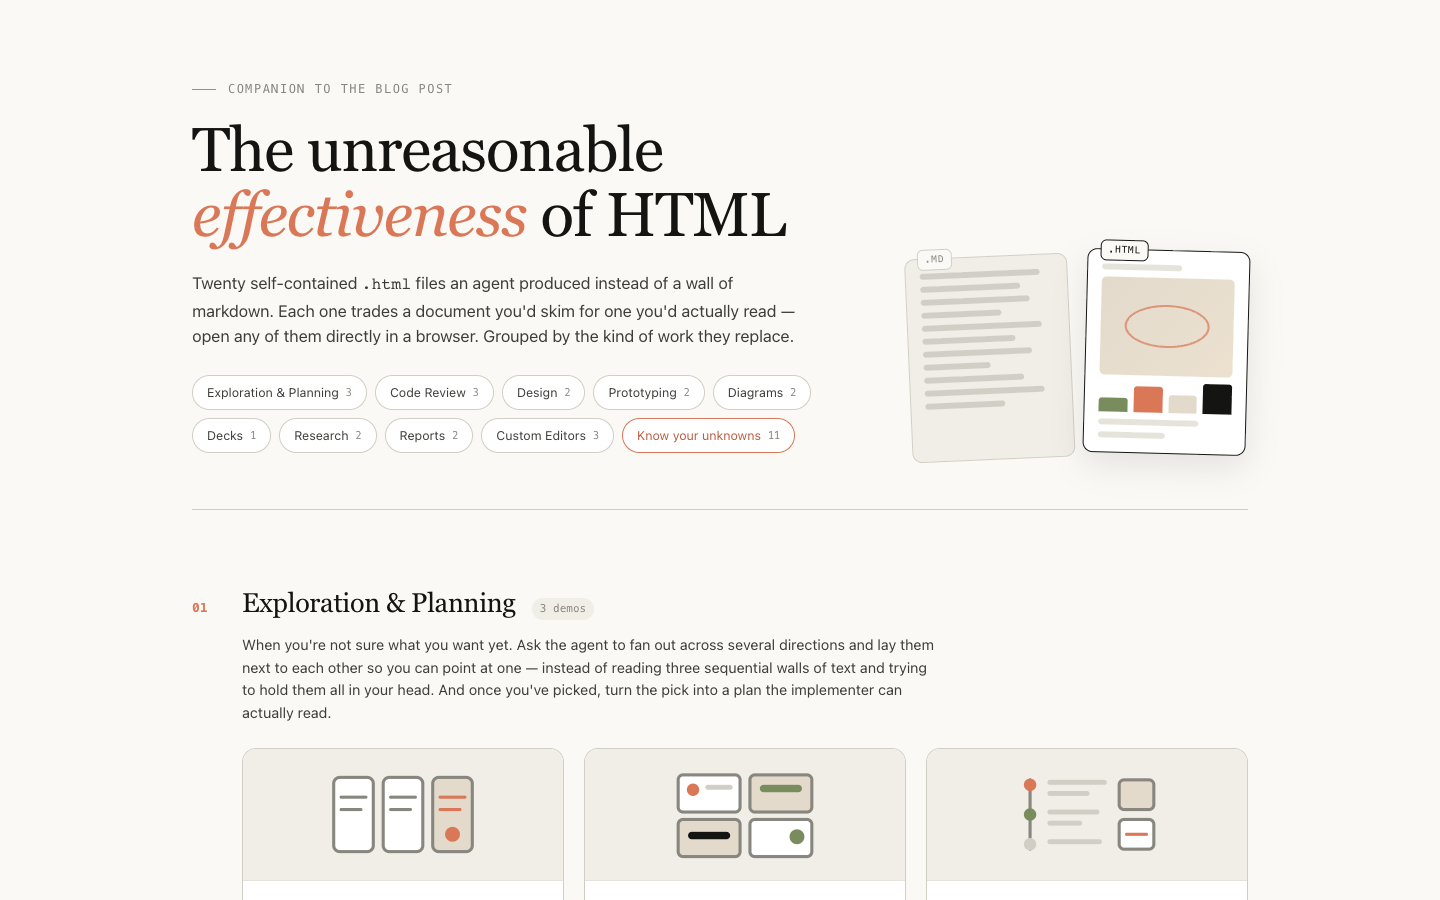 COMPANION TO THE BLOG POST
The unreasonable
effectiveness of HTML
Twenty self-contained .html files an agent produced instead of a wall of
markdown. Each one trades a document you'd skim for one you'd actually read —
open any of them directly in a browser. Grouped by the kind of work they replace.
Exploration & Planning 3
Code Review 3
Design 2
Prototyping 2
Diagrams 2
Decks 1
Research 2
Reports 2
Custom Editors 3
Know your unknowns 11
.MD
.HTML
01
Exploration & Planning
3 demos
When you're not sure what you want yet. Ask the agent to fan out across several directions and lay them
next to each other so you can point at one — instead of reading three sequential walls of text and trying
to hold them all in your head. And once you've picked, turn the pick into a plan the implementer can
actually read.